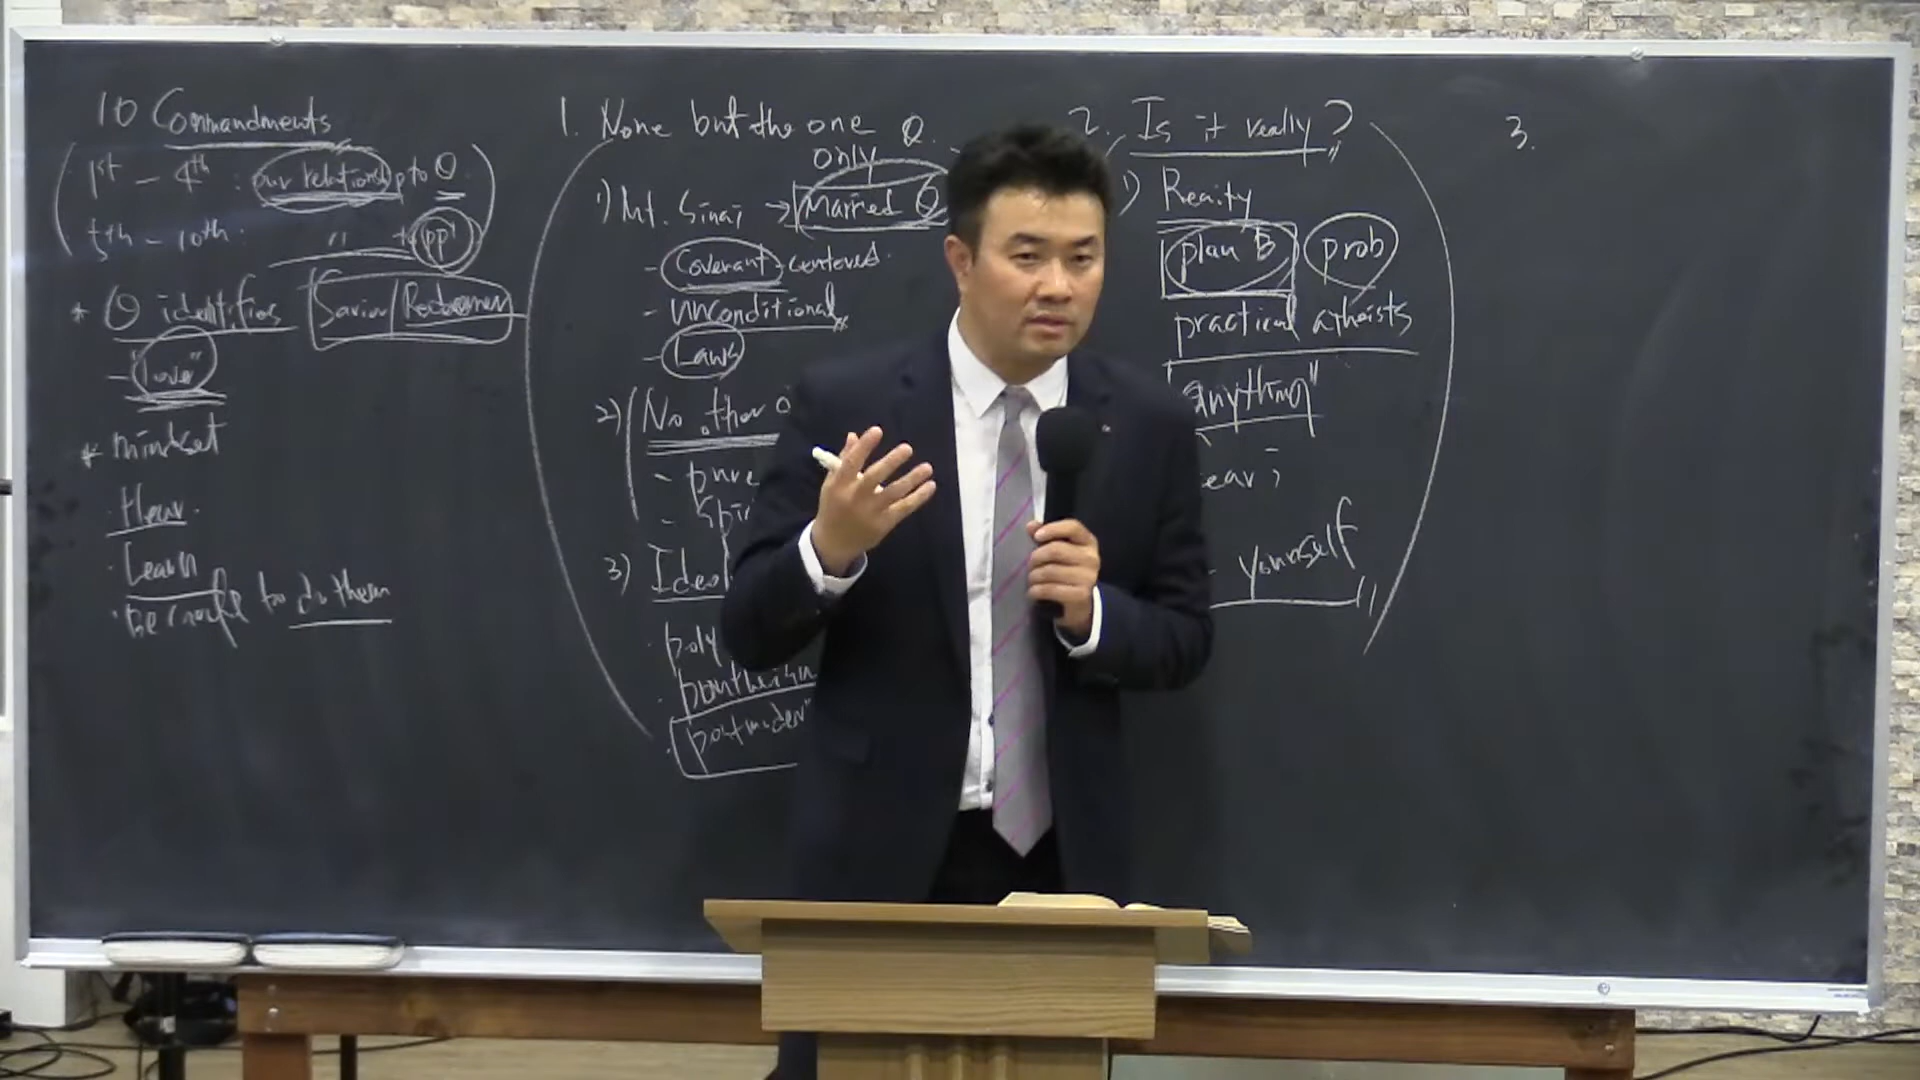 10 Commandments
1st - 4th : our relationship to Θ
5th - 10th : " to ppl
* Θ identifies Savior/Redeemer
- "love"
* mindset
· Hear.
· Learn
· Be careful to do them
1. None but the one Θ.
only
1) Mt. Sinai → Married Θ
- Covenant-centered.
- unconditional
- Laws
2) No other
- pure
- Spi
3) Ideol
· poly
· pantheism
· postmodern"
2. "Is it really?"
1) Reality
plan B prob
practical atheists
anything"
ear ;
yourself"
3.